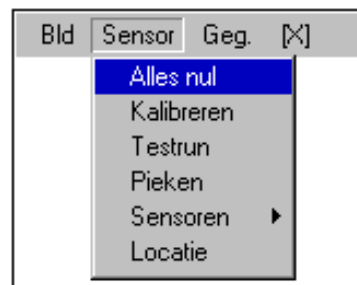 Bld Sensor Geg. [X]
Alles nul
Kalibreren
Testrun
Pieken
Sensoren
Locatie